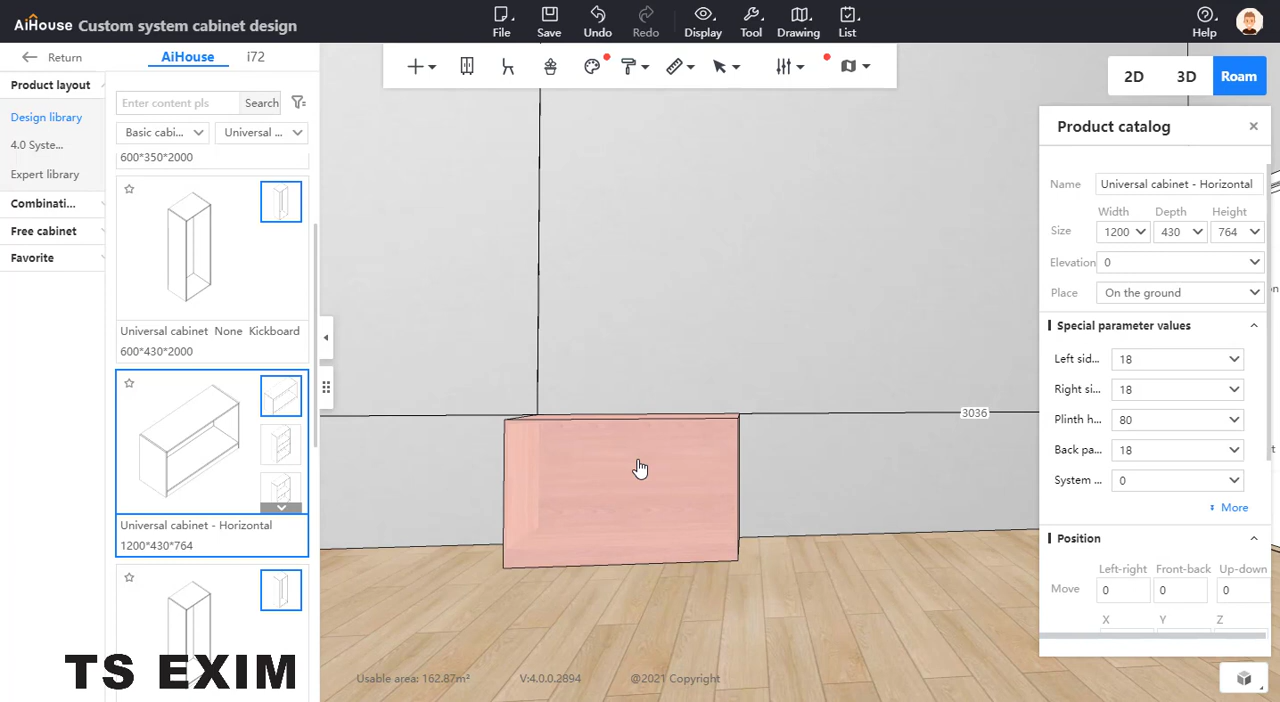 AiHouse Custom system cabinet design
File
Save
Undo
Redo
Display
Tool
Drawing
List
Help
Return
AiHouse
i72
Product layout
Design library
4.0 Syste...
Expert library
Combinati...
Free cabinet
Favorite
Enter content pls
Search
Basic cabi...
Universal ...
600*350*2000
Universal cabinet None Kickboard
600*430*2000
Universal cabinet - Horizontal
1200*430*764
TS EXIM
2D
3D
Roam
3036
Usable area: 162.87m²
V:4.0.0.2894
@2021 Copyright
Product catalog
Name
Universal cabinet - Horizontal
Width
Depth
Height
Size
1200
430
764
Elevation
0
Place
On the ground
Special parameter values
Left sid...
18
Right si...
18
Plinth h...
80
Back pa...
18
System ...
0
More
Position
Left-right
Front-back
Up-down
Move
0
0
0
X
Y
Z